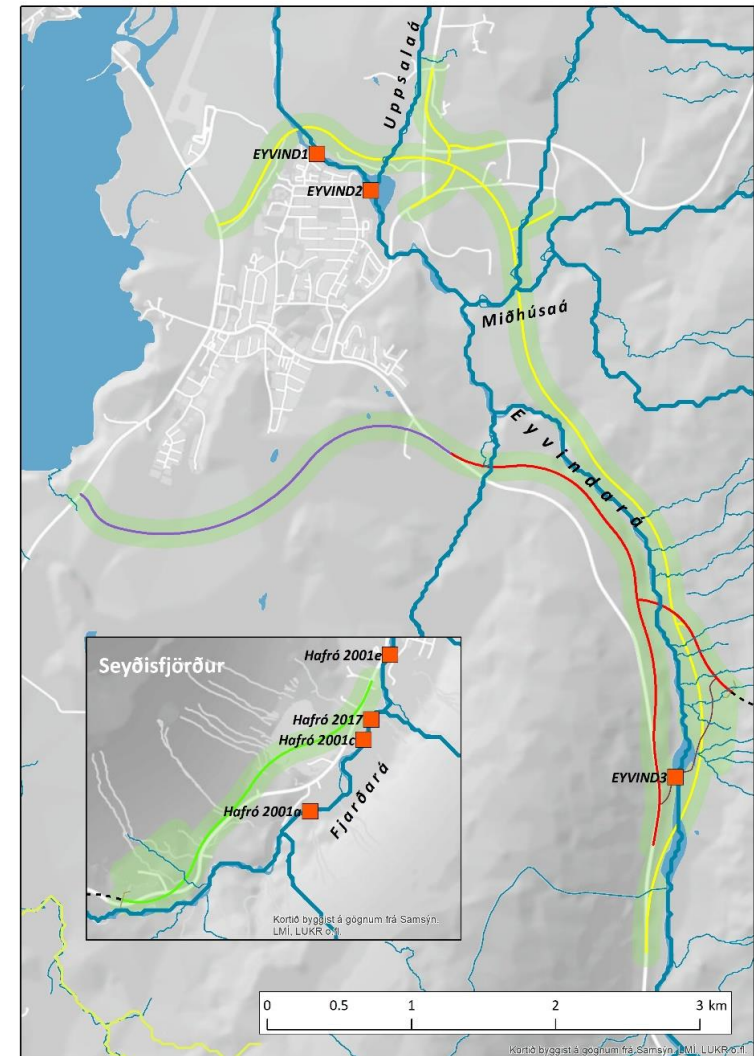 Uppsalaá
EYVIND1
EYVIND2
Miðhúsaá
Eyvindará
Seyðisfjörður
Hafró 2001e
Hafró 2017
Hafró 2001c
EYVIND3
Hafró 2001a
Fjarðará
Kortið byggist á gögnum frá Samsýn,
LMÍ, LUKR o.fl.
0 0.5 1 2 3 km
Kortið byggist á gögnum frá Samsýn, LMÍ, LUKR o.fl.